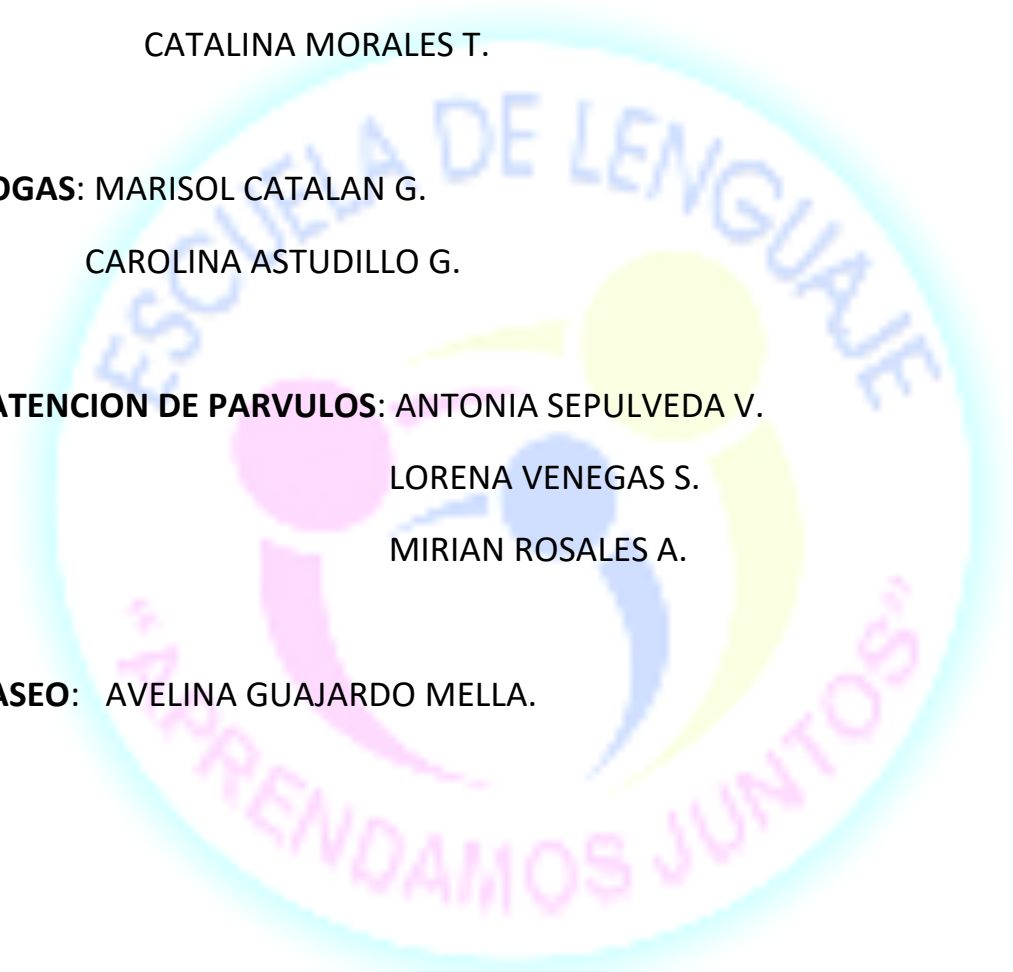 CATALINA MORALES T.
OGAS: MARISOL CATALAN G.
CAROLINA ASTUDILLO G.
ATENCION DE PARVULOS: ANTONIA SEPULVEDA V.
LORENA VENEGAS S.
MIRIAN ROSALES A.
ASEO: AVELINA GUAJARDO MELLA.
ESCUELA DE LENGUAJE
"APRENDAMOS JUNTOS"